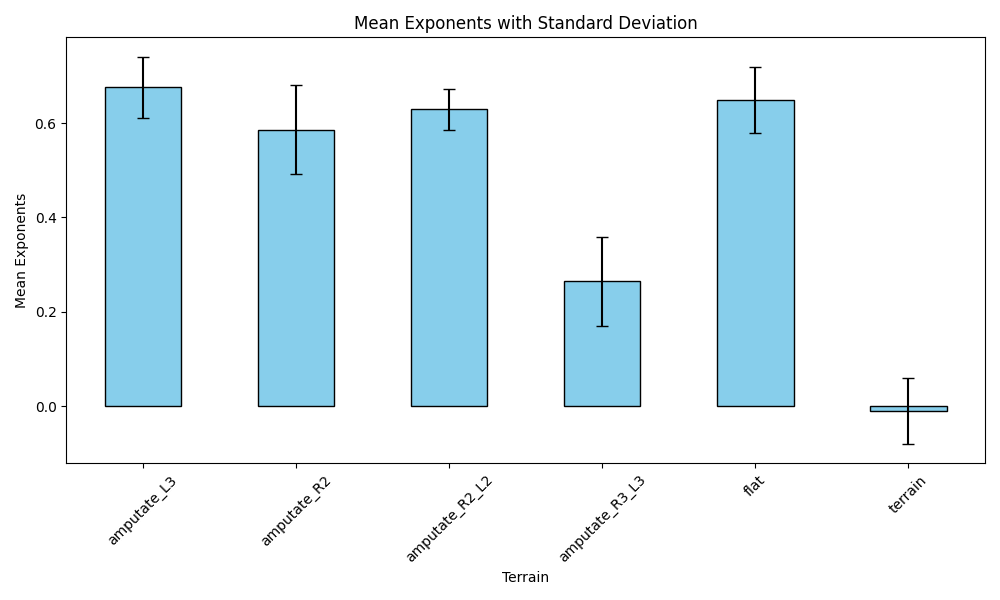 Mean Exponents with Standard Deviation
Mean Exponents
0.6
0.4
0.2
0.0
amputate_L3
amputate_R2
amputate_R2_L2
amputate_R3_L3
flat
terrain
Terrain